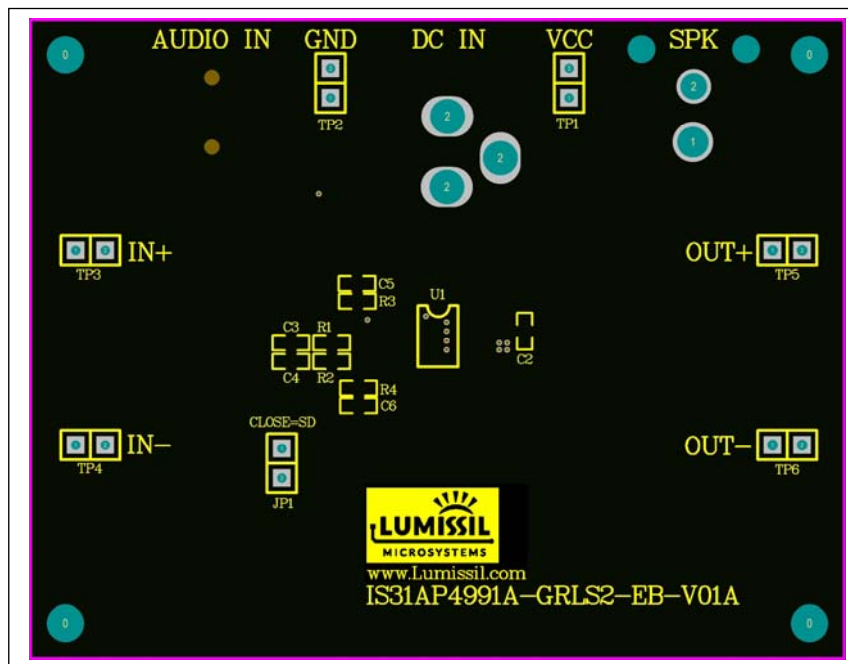 AUDIO IN GND DC IN VCC SPK
0
0
2
2
2
2
1
TP2
TP1
IN+
TP3
OUT+
TP5
C5
R3
U1
C3 R1
C4 R2
C2
R4
C6
CLOSE=SD
IN-
TP4
OUT-
TP6
JP1
LUMISSIL
MICROSYSTEMS
www.Lumissil.com
IS31AP4991A-GRLS2-EB-V01A
0
0